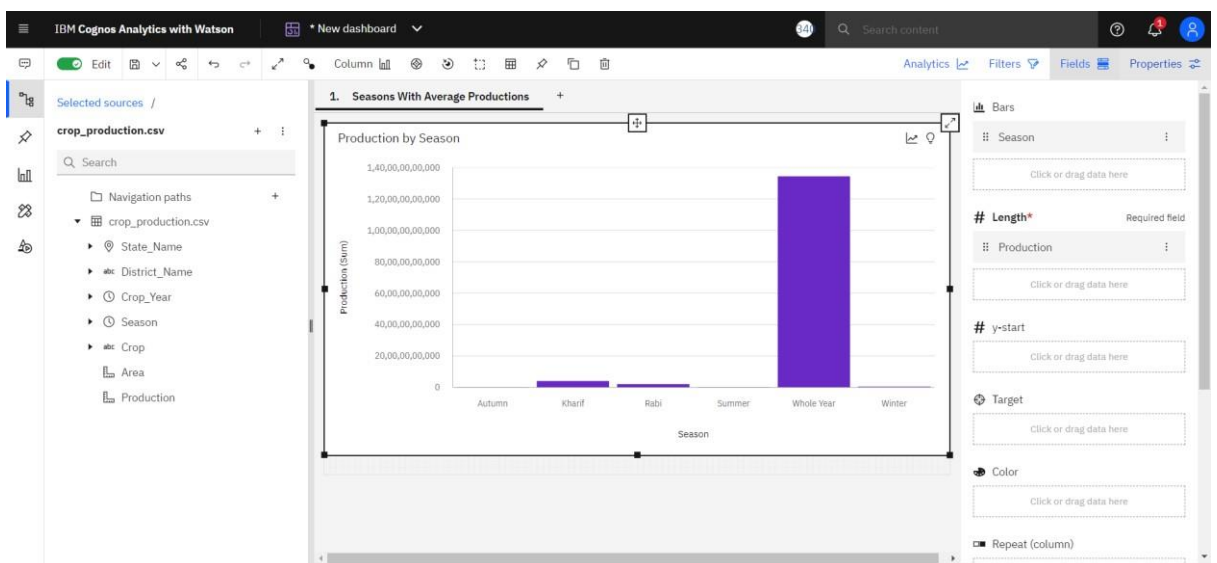 IBM Cognos Analytics with Watson
* New dashboard
Search content
Edit
Column
Analytics
Filters
Fields
Properties
Selected sources /
crop_production.csv
Search
Navigation paths
crop_production.csv
State_Name
abc District_Name
Crop_Year
Season
abc Crop
Area
Production
1. Seasons With Average Productions
Production by Season
Production (Sum)
1,40,00,00,00,000
1,20,00,00,00,000
1,00,00,00,00,000
80,00,00,00,000
60,00,00,00,000
40,00,00,00,000
20,00,00,00,000
0
Autumn Kharif Rabi Summer Whole Year Winter
Season
Bars
Season
Click or drag data here
# Length* Required field
Production
Click or drag data here
# y-start
Click or drag data here
Target
Click or drag data here
Color
Click or drag data here
Repeat (column)